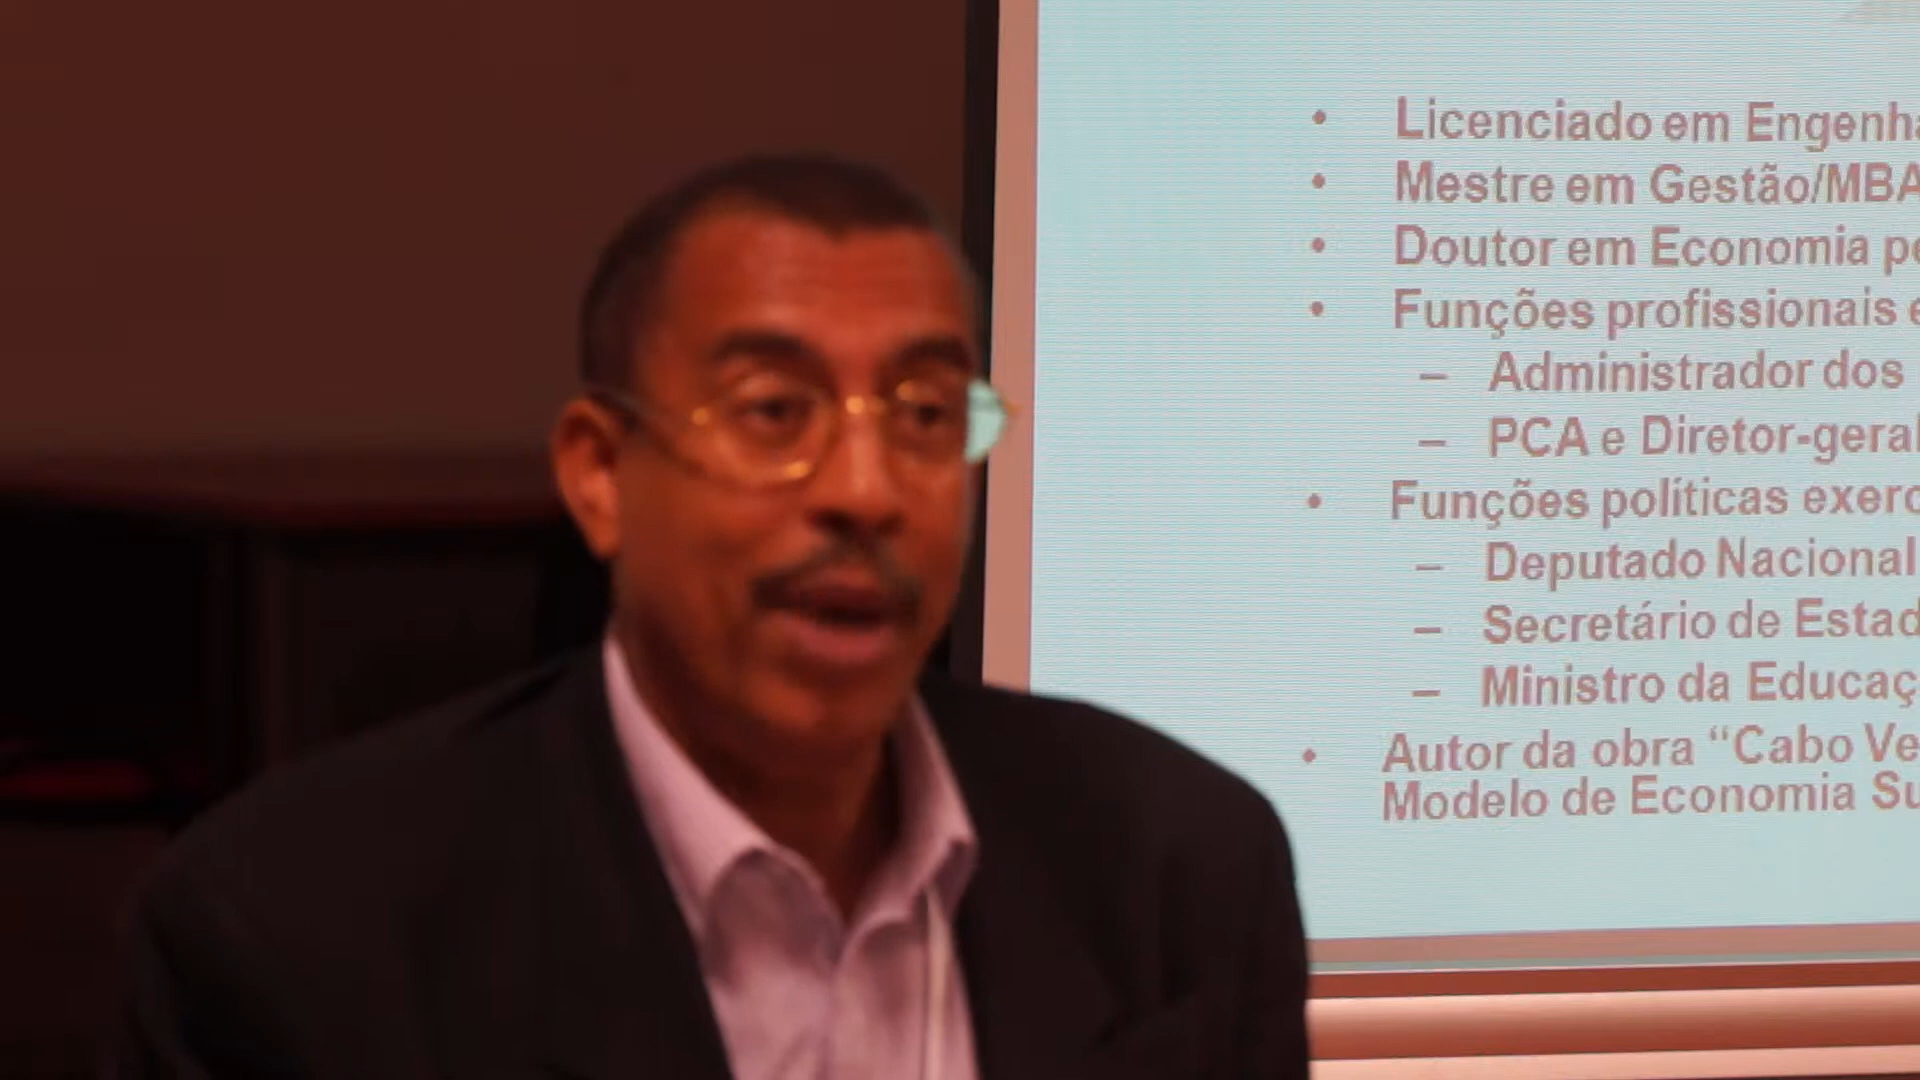 • Licenciado em Engenha
• Mestre em Gestão/MBA
• Doutor em Economia pe
• Funções profissionais e
– Administrador dos
– PCA e Diretor-geral
• Funções políticas exerc
– Deputado Nacional
– Secretário de Estad
– Ministro da Educaç
• Autor da obra “Cabo Ve
Modelo de Economia Su